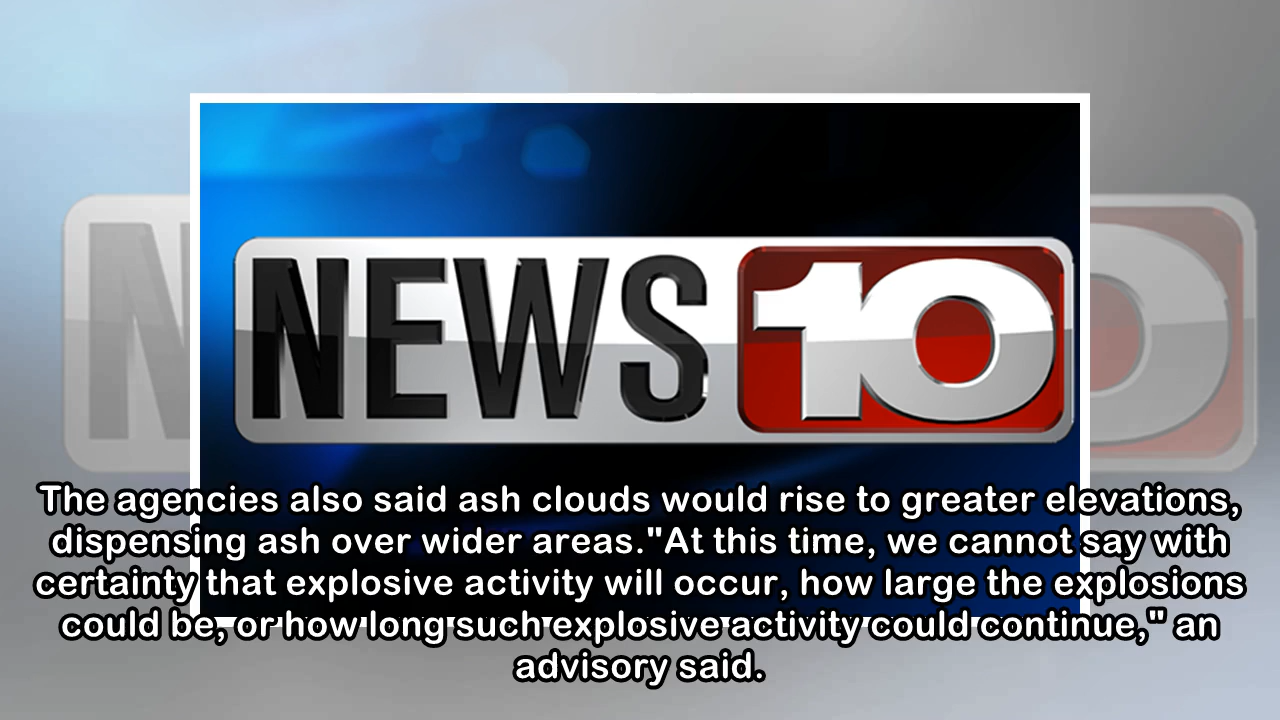 NEWS 10
The agencies also said ash clouds would rise to greater elevations,
dispensing ash over wider areas."At this time, we cannot say with
certainty that explosive activity will occur, how large the explosions
could be, or how long such explosive activity could continue," an
advisory said.